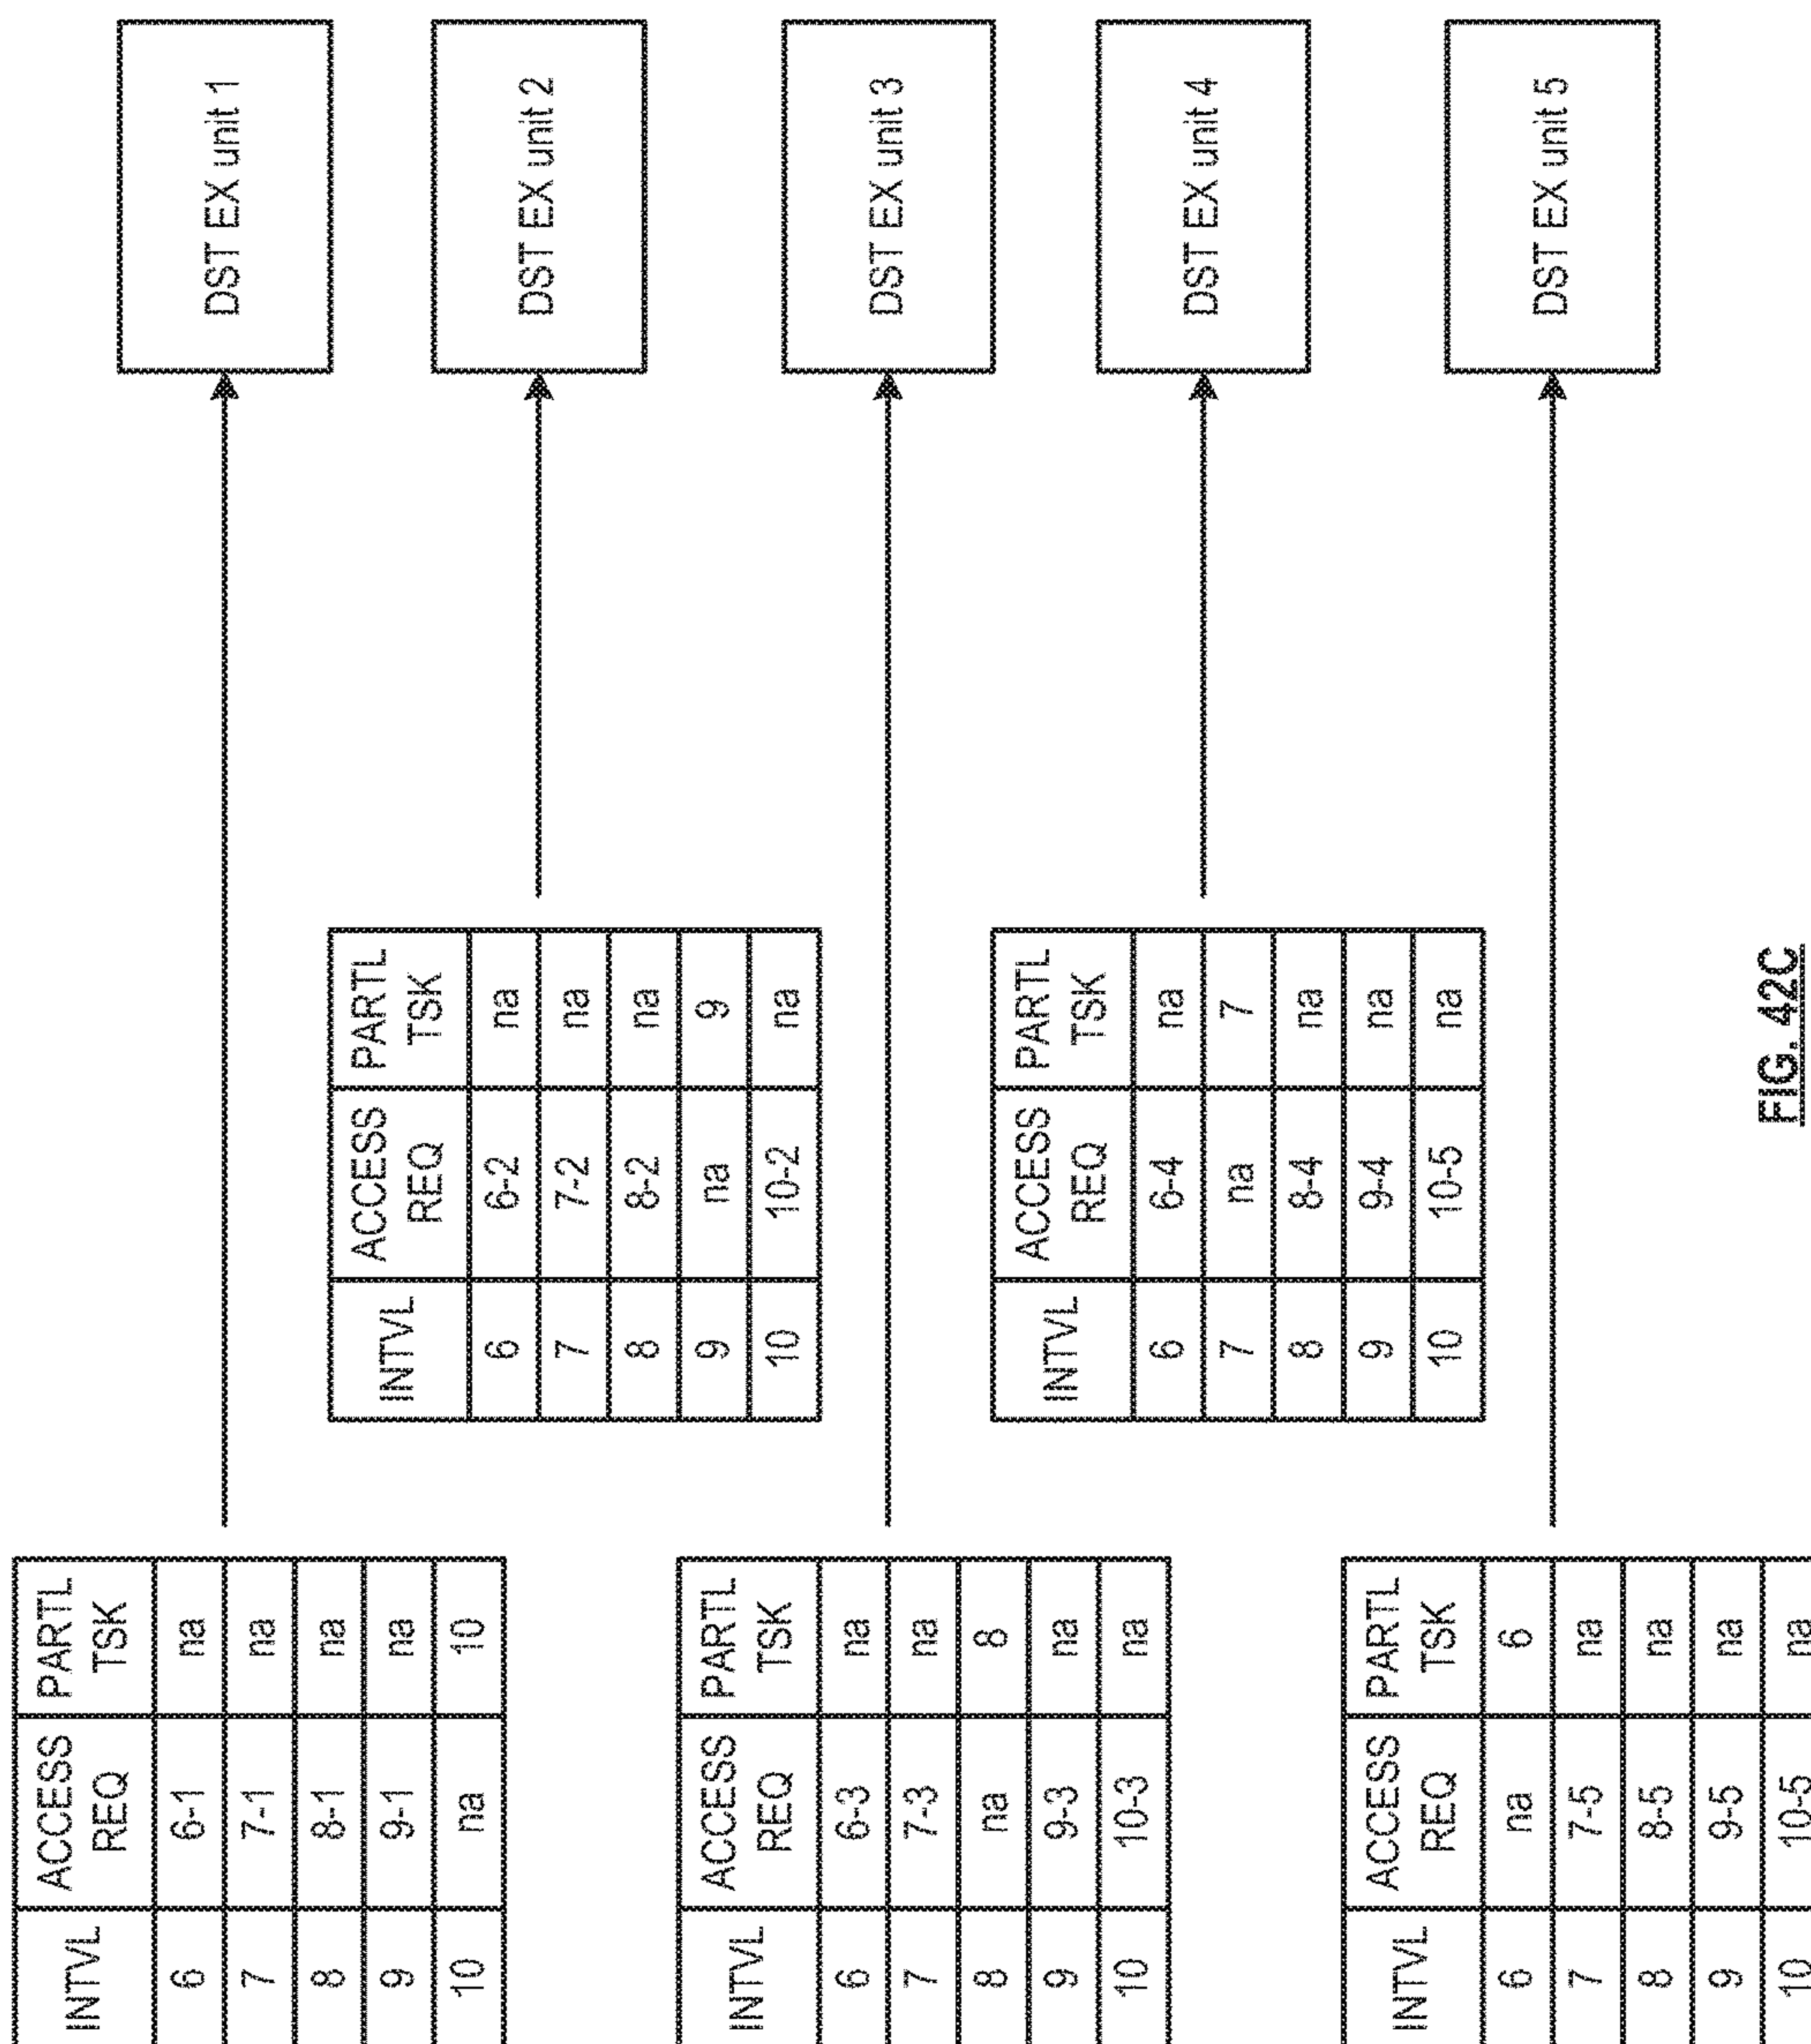 INTVL ACCESS REQ PARTL TSK
6 6-1 na
7 7-1 na
8 8-1 na
9 9-1 na
10 na 10
DST EX unit 1
INTVL ACCESS REQ PARTL TSK
6 6-2 na
7 7-2 na
8 8-2 na
9 na 9
10 10-2 na
DST EX unit 2
INTVL ACCESS REQ PARTL TSK
6 6-3 na
7 7-3 na
8 na 8
9 9-3 na
10 10-3 na
DST EX unit 3
INTVL ACCESS REQ PARTL TSK
6 6-4 na
7 na 7
8 8-4 na
9 9-4 na
10 10-5 na
DST EX unit 4
INTVL ACCESS REQ PARTL TSK
6 na 6
7 7-5 na
8 8-5 na
9 9-5 na
10 10-5 na
DST EX unit 5
FIG. 42C